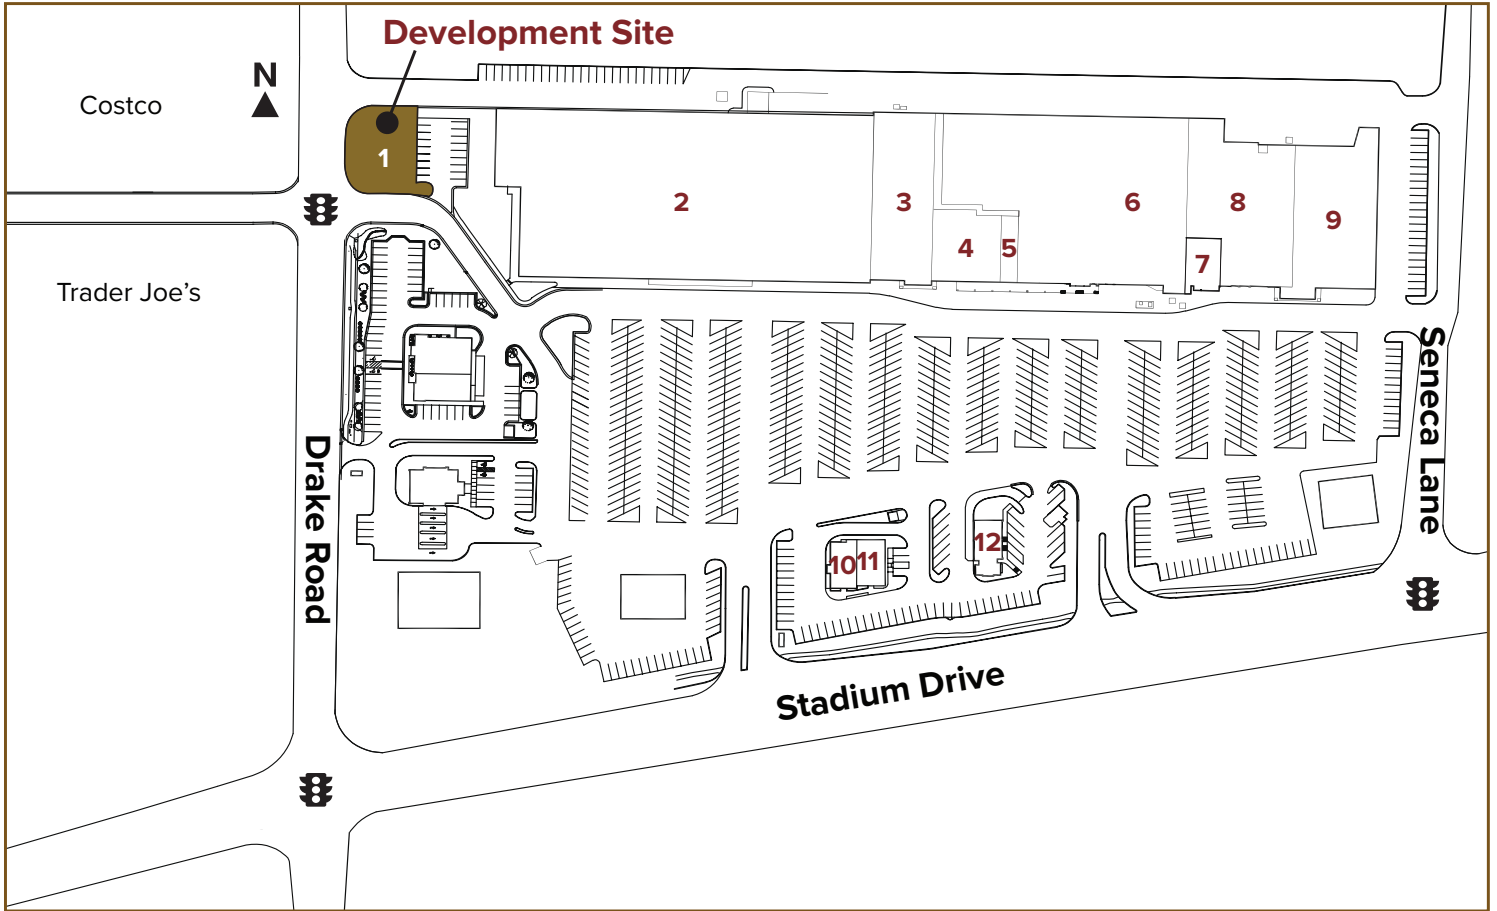 Development Site
N
Costco
1
2
3
6
8
9
4
5
7
Trader Joe's
Seneca Lane
Drake Road
12
10
11
Stadium Drive